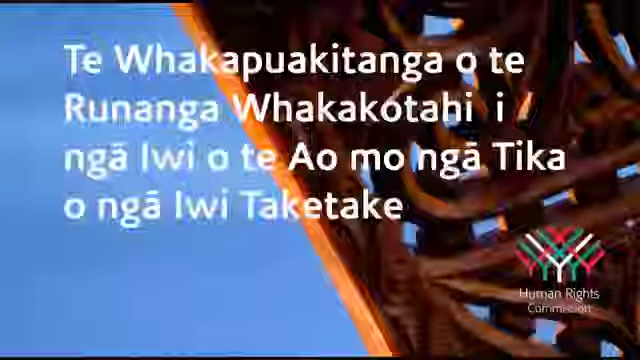 Te Whakapuakitanga o te
Runanga Whakakotahi i
ngā Iwi o te Ao mo ngā Tika
o ngā Iwi Taketake
Human Rights
Commission